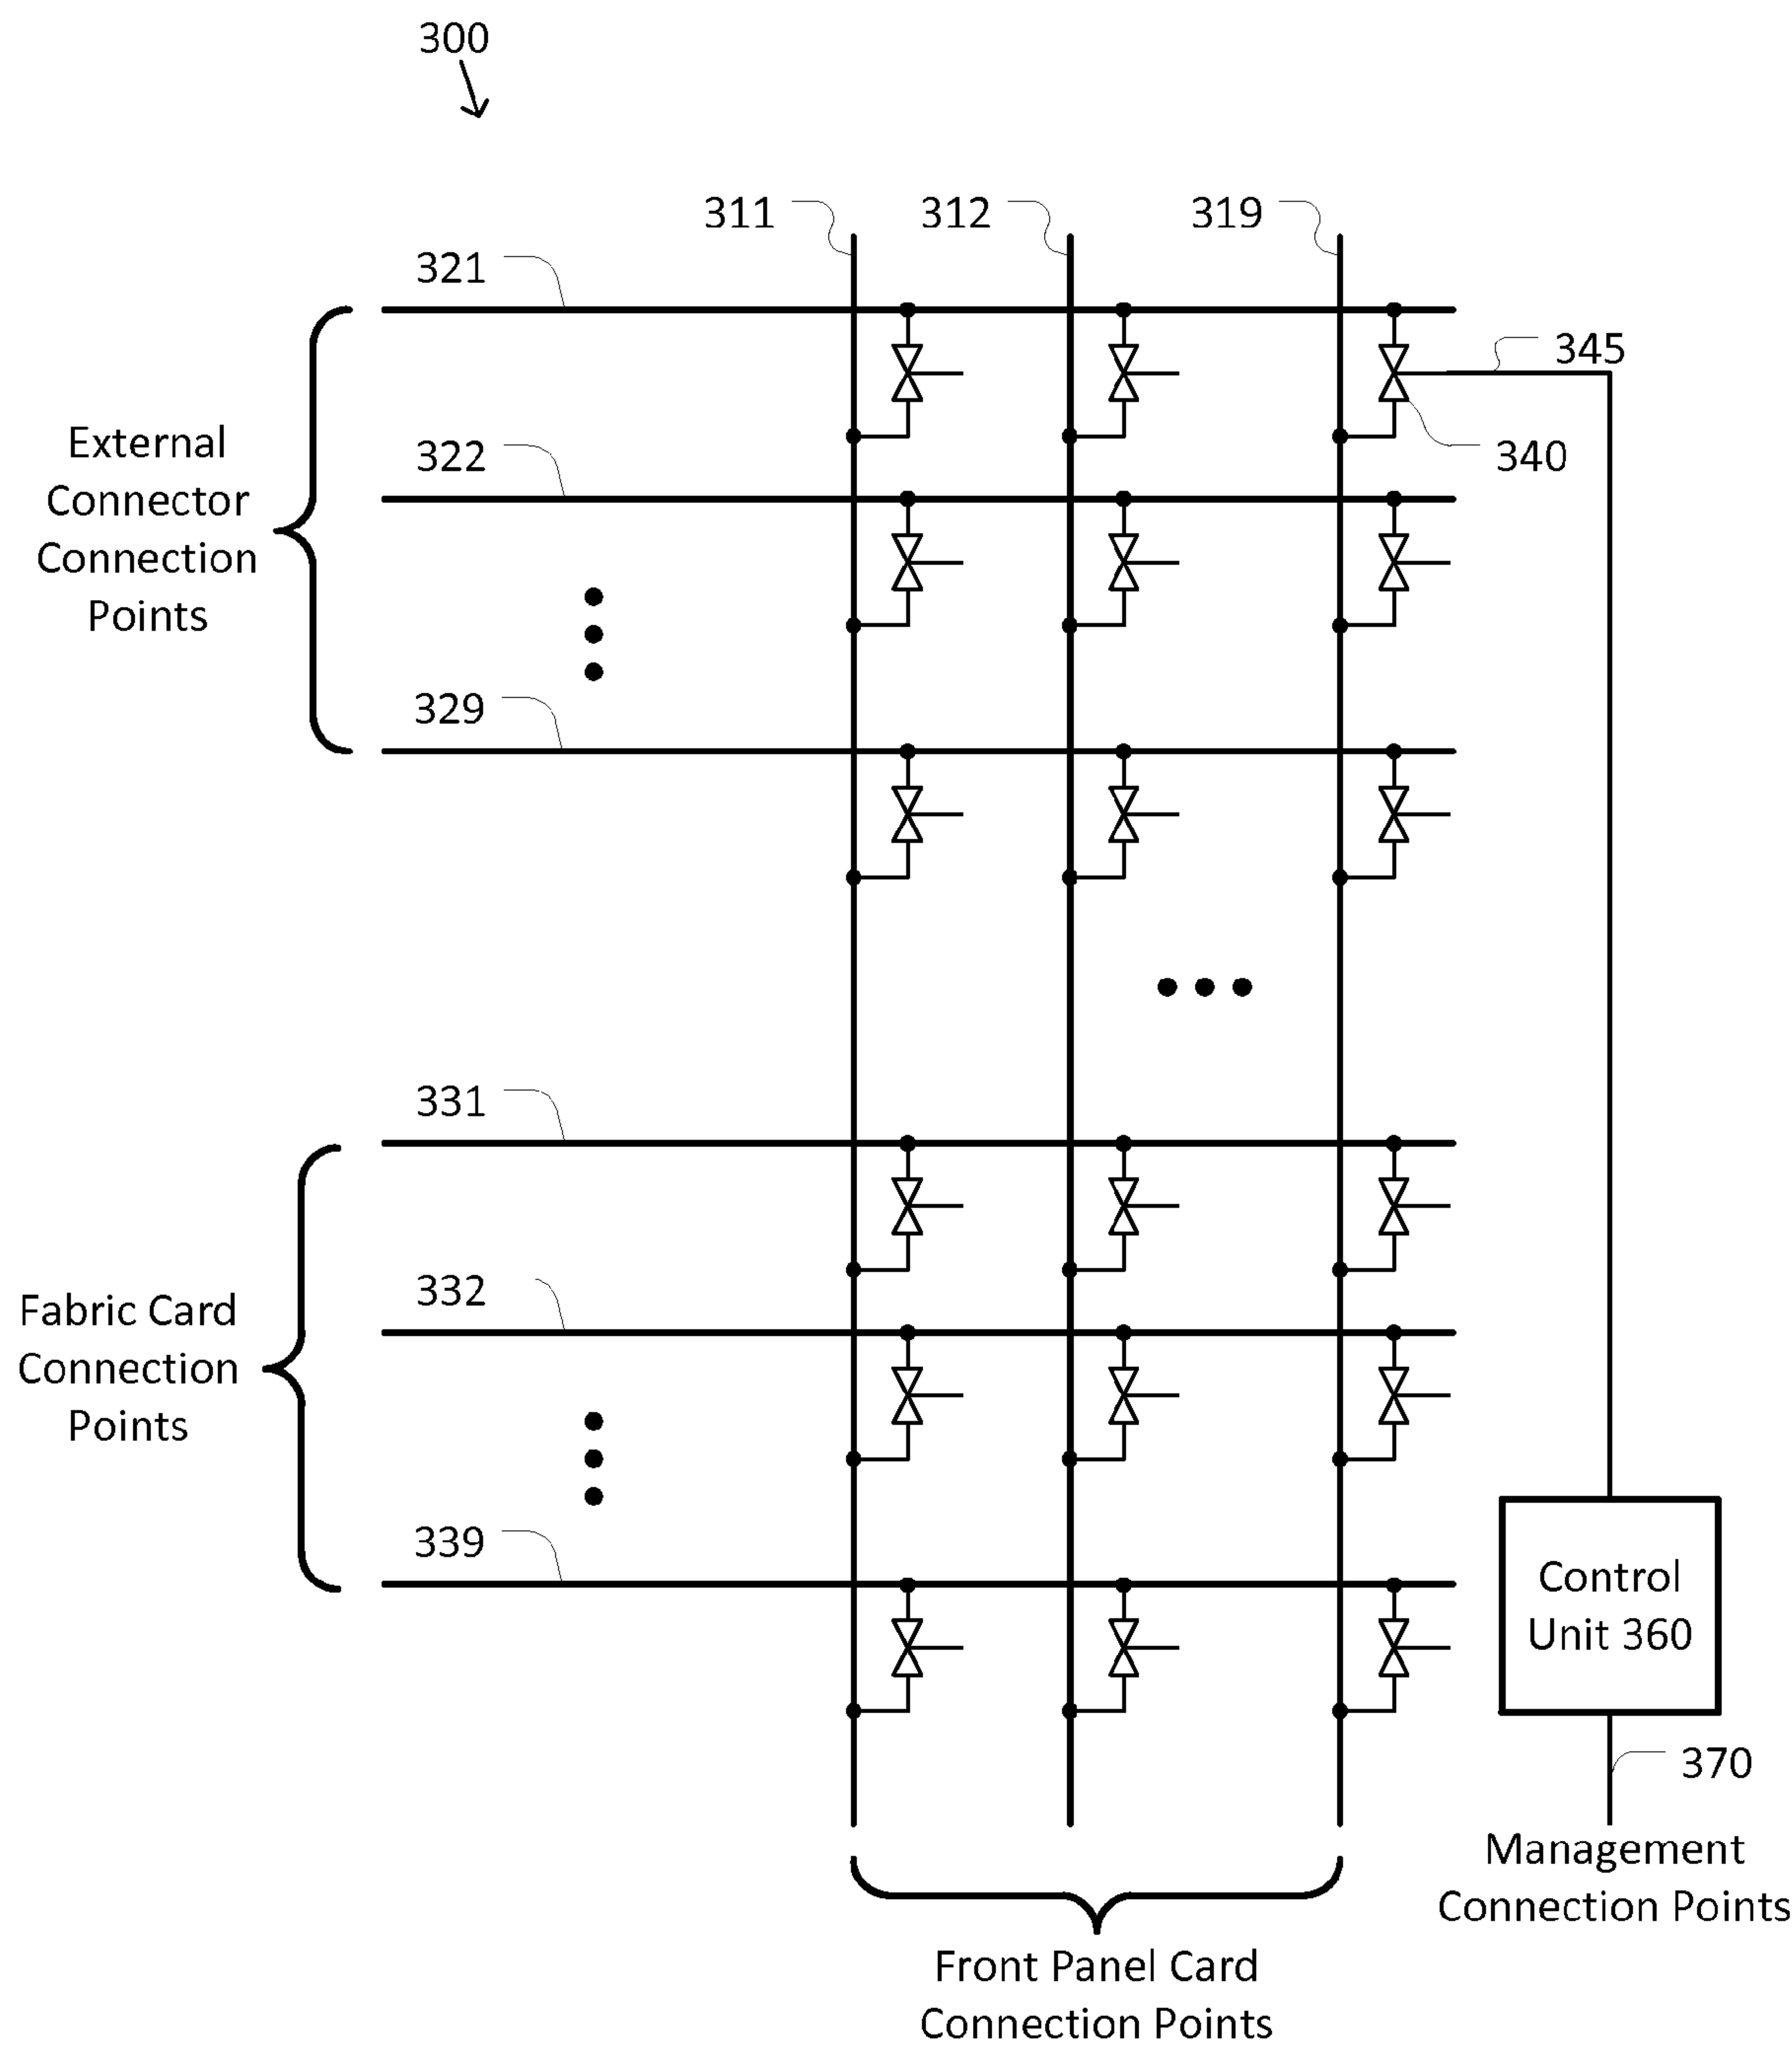 300
311
312
319
321
345
External
Connector
Connection
Points
322
340
329
331
Fabric Card
Connection
Points
332
339
Control
Unit 360
370
Management
Connection Points
Front Panel Card
Connection Points